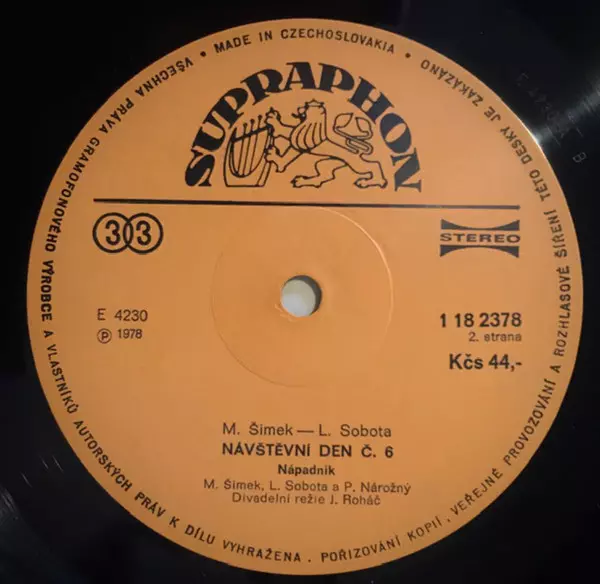 VŠECHNA PRÁVA GRAMOFONOVÉHO VÝROBCE A VLASTNÍKŮ AUTORSKÝCH PRÁV K DÍLU VYHRAŽENA. POŘIZOVÁNÍ KOPIÍ, VEŘEJNÉ PROVOZOVÁNÍ A ROZHLASOVÉ ŠÍŘENÍ TÉTO DESKY JE ZAKÁZÁNO • MADE IN CZECHOSLOVAKIA •
SUPRAPHON
33
STEREO
E 4230
℗ 1978
1 18 2378
2. strana
Kčs 44,-
M. Šimek — L. Sobota
NÁVŠTĚVNÍ DEN Č. 6
Nápadník
M. Šimek, L. Sobota a P. Nárožný
Divadelní režie J. Roháč